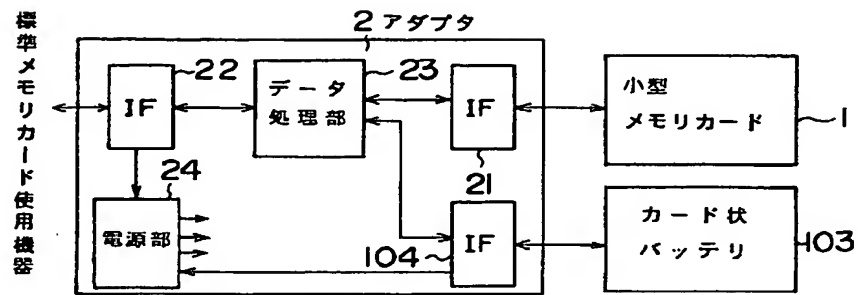 標準メモリカード使用機器
2 アダプタ
22
IF
データ
処理部
23
IF
21
小型
メモリカード
1
24
電源部
104
IF
カード状
バッテリ
103